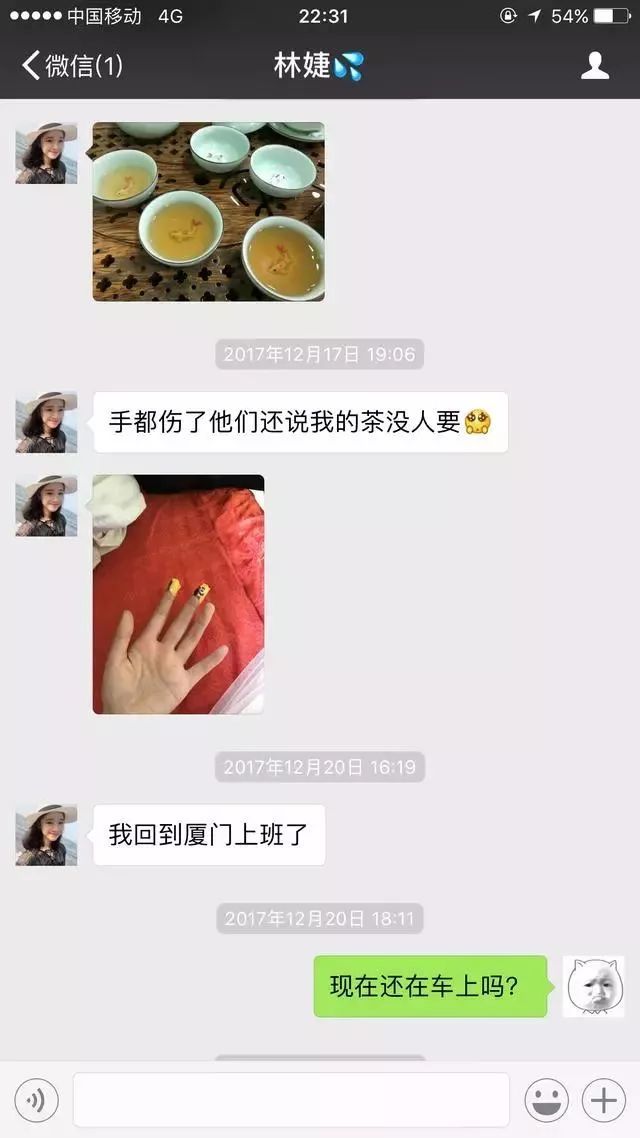 中国移动 4G 22:31 54%
微信(1) 林婕💦
2017年12月17日 19:06
手都伤了他们还说我的茶没人要🥺
2017年12月20日 16:19
我回到厦门上班了
2017年12月20日 18:11
现在还在车上吗?